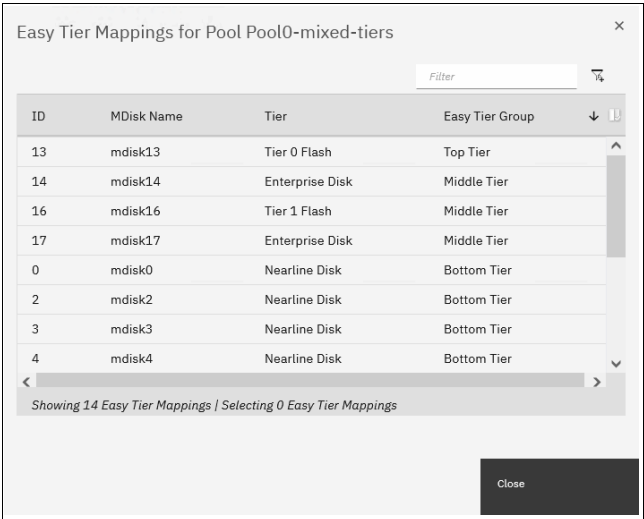 Easy Tier Mappings for Pool Pool0-mixed-tiers
Filter
ID MDisk Name Tier Easy Tier Group
13 mdisk13 Tier 0 Flash Top Tier
14 mdisk14 Enterprise Disk Middle Tier
16 mdisk16 Tier 1 Flash Middle Tier
17 mdisk17 Enterprise Disk Middle Tier
0 mdisk0 Nearline Disk Bottom Tier
2 mdisk2 Nearline Disk Bottom Tier
3 mdisk3 Nearline Disk Bottom Tier
4 mdisk4 Nearline Disk Bottom Tier
Showing 14 Easy Tier Mappings | Selecting 0 Easy Tier Mappings
Close